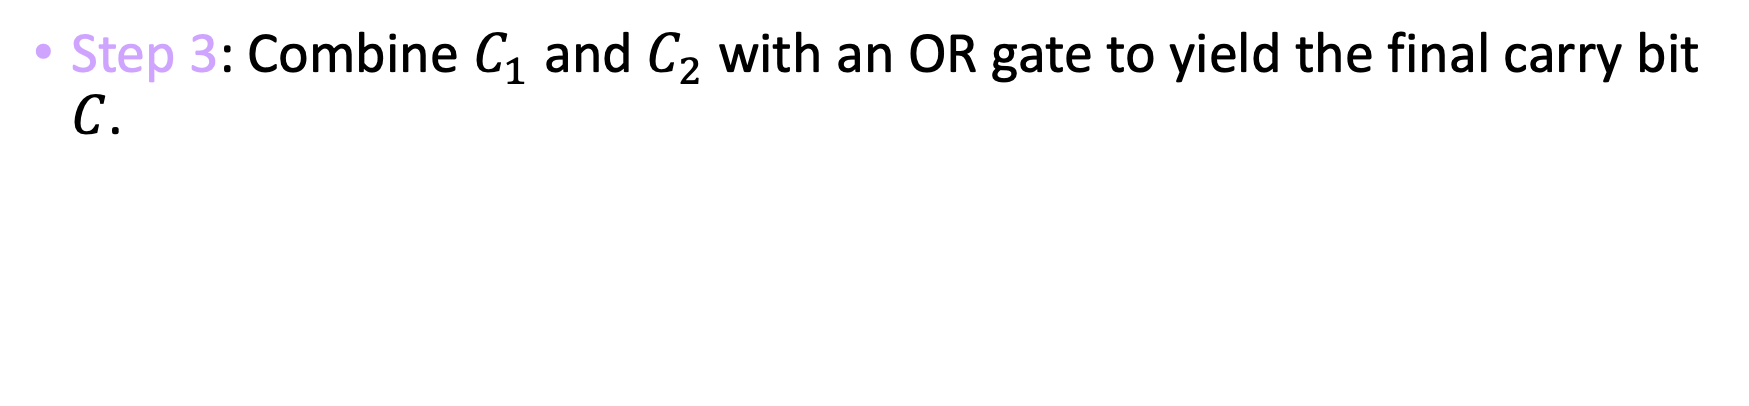 • Step 3: Combine C₁ and C₂ with an OR gate to yield the final carry bit
C.